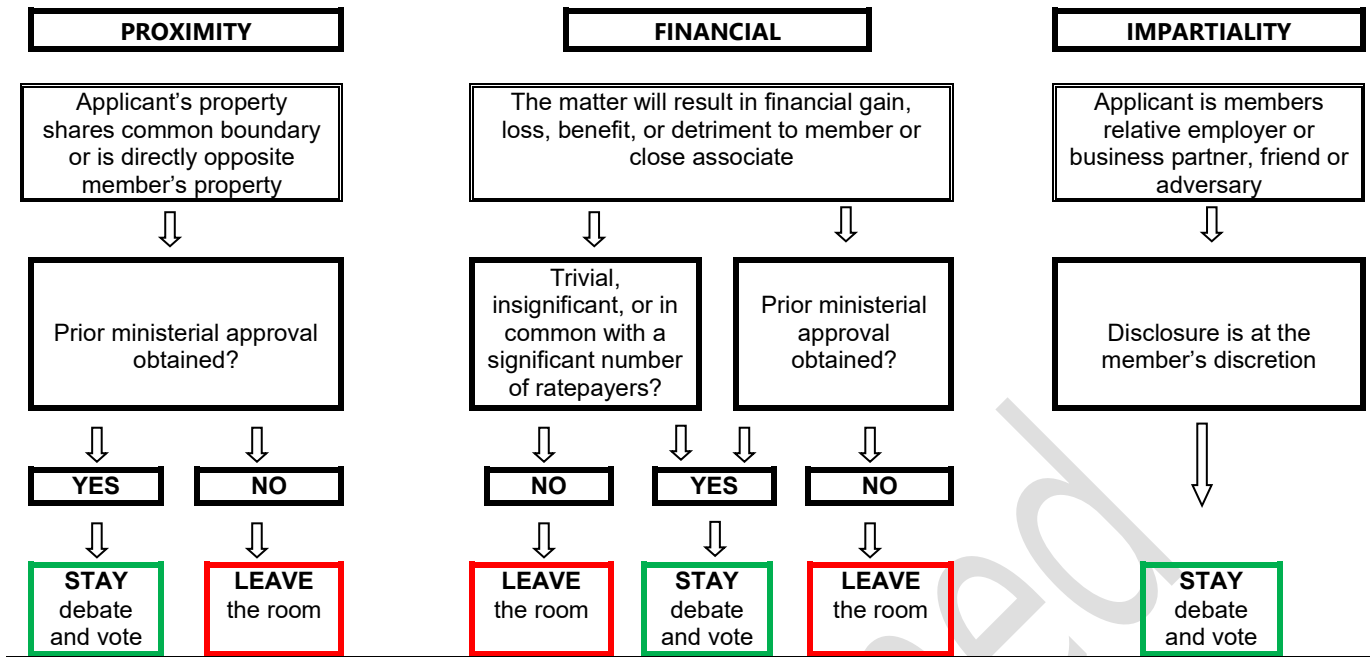 PROXIMITY
Applicant's property
shares common boundary
or is directly opposite
member's property
Prior ministerial approval
obtained?
YES
NO
STAY
debate
and vote
LEAVE
the room
FINANCIAL
The matter will result in financial gain,
loss, benefit, or detriment to member or
close associate
Trivial,
insignificant, or in
common with a
significant number
of ratepayers?
Prior ministerial
approval
obtained?
NO
YES
NO
LEAVE
the room
STAY
debate
and vote
LEAVE
the room
IMPARTIALITY
Applicant is members
relative employer or
business partner, friend or
adversary
Disclosure is at the
member's discretion
STAY
debate
and vote